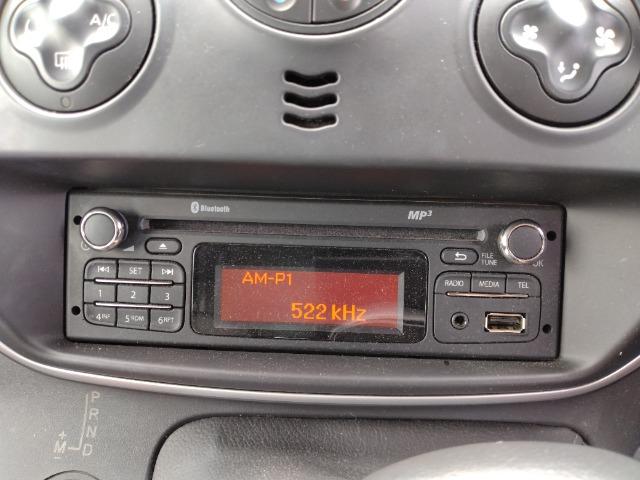 A/C
Bluetooth
MP3
FILE
TUNE
OK
SET
RADIO MEDIA TEL
1 2 3
4INF 5RDM 6RPT
AM-P1
522 kHz
P
R
N
+
M D
-